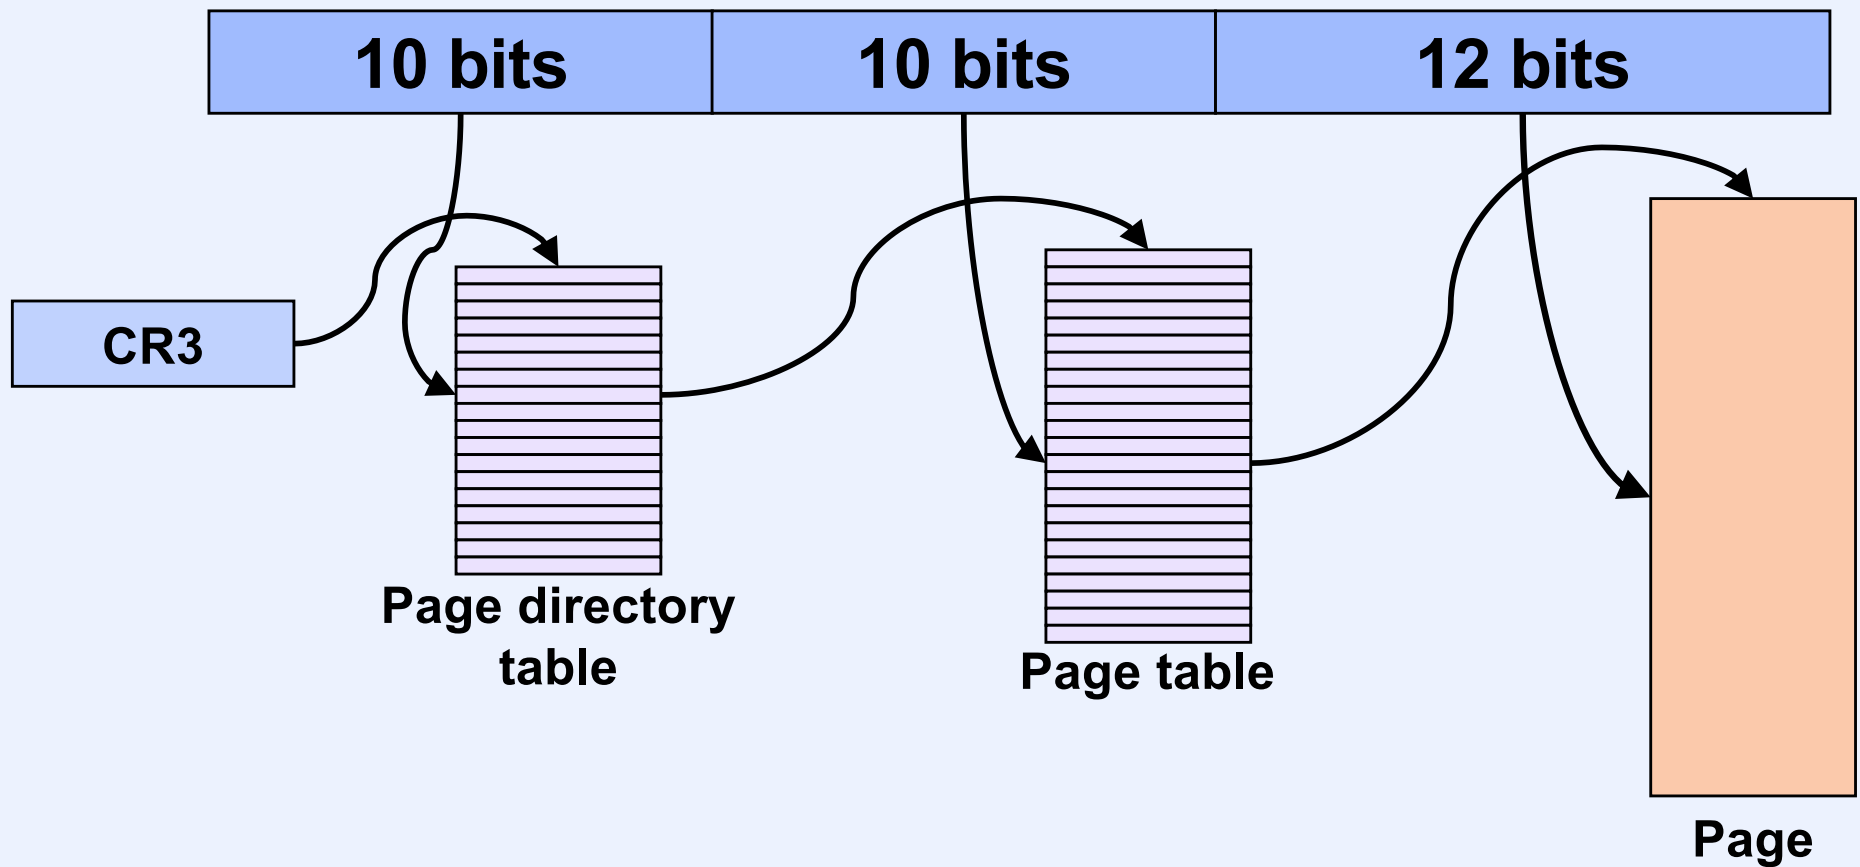 10 bits
10 bits
12 bits
CR3
Page directory
table
Page table
Page